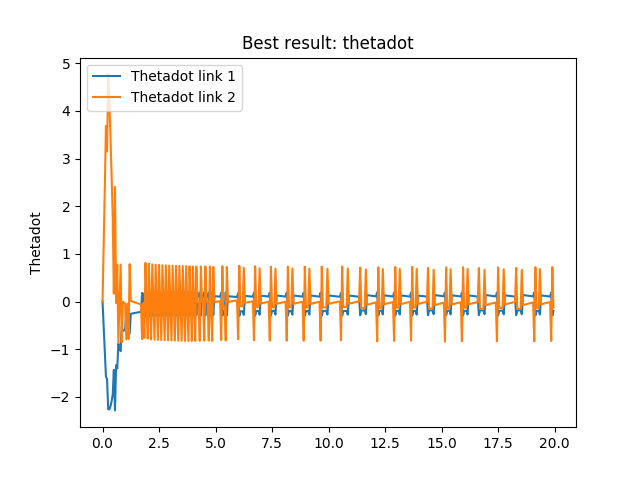 Best result: thetadot
Thetadot link 1
Thetadot link 2
Thetadot
5
4
3
2
1
0
−1
−2
0.0 2.5 5.0 7.5 10.0 12.5 15.0 17.5 20.0